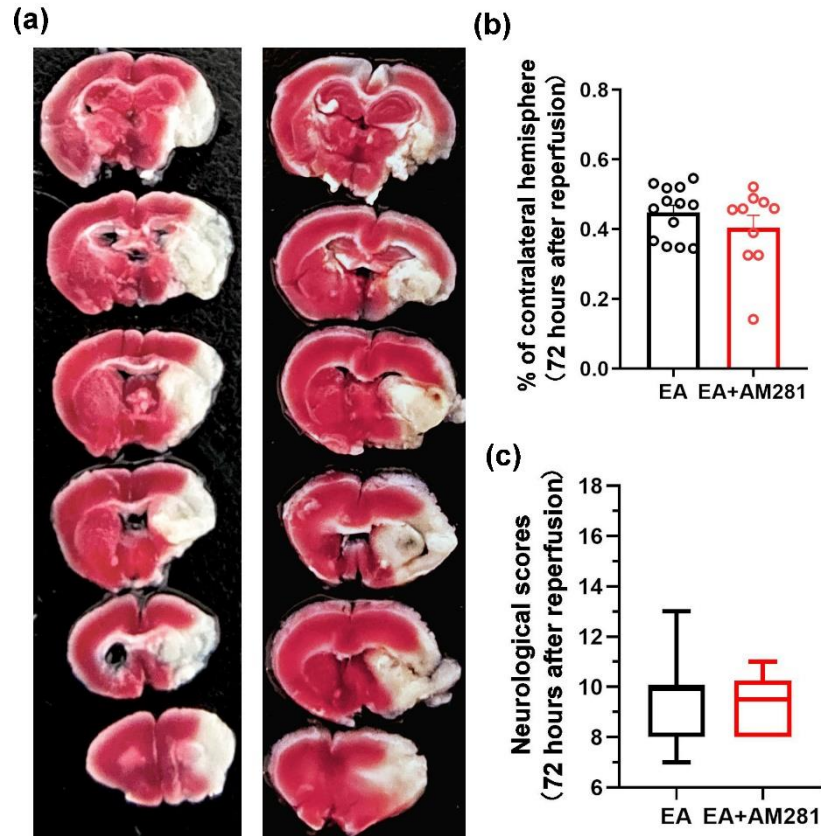 (a)
(b)
% of contralateral hemisphere
(72 hours after reperfusion)
0.8
0.6
0.4
0.2
0.0
EA EA+AM281
(c)
Neurological scores
(72 hours after reperfusion)
18
16
14
12
10
8
6
EA EA+AM281